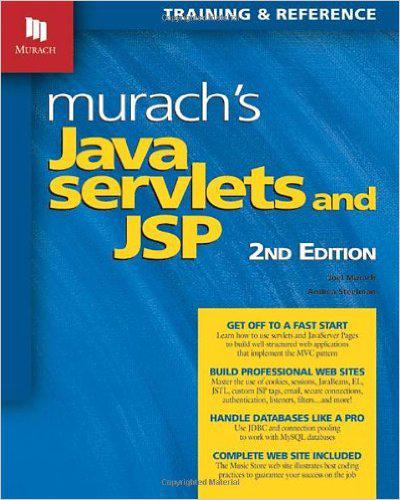 TRAINING & REFERENCE
MURACH
murach's
Java
servlets and
JSP
2ND EDITION
Joel Murach
Andrea Steelman
GET OFF TO A FAST START
Learn how to use servlets and JavaServer Pages
to build well structured web applications
that implement the MVC pattern
BUILD PROFESSIONAL WEB SITES
Master the use of cookies, sessions, JavaBeans, EL,
JSTL, custom JSP tags, email, secure connections,
authentication, listeners, filters... and more!
HANDLE DATABASES LIKE A PRO
Use JDBC and connection pooling
to work with MySQL databases
COMPLETE WEB SITE INCLUDED
The Music Store web site illustrates best coding
practices to guarantee your success on the job